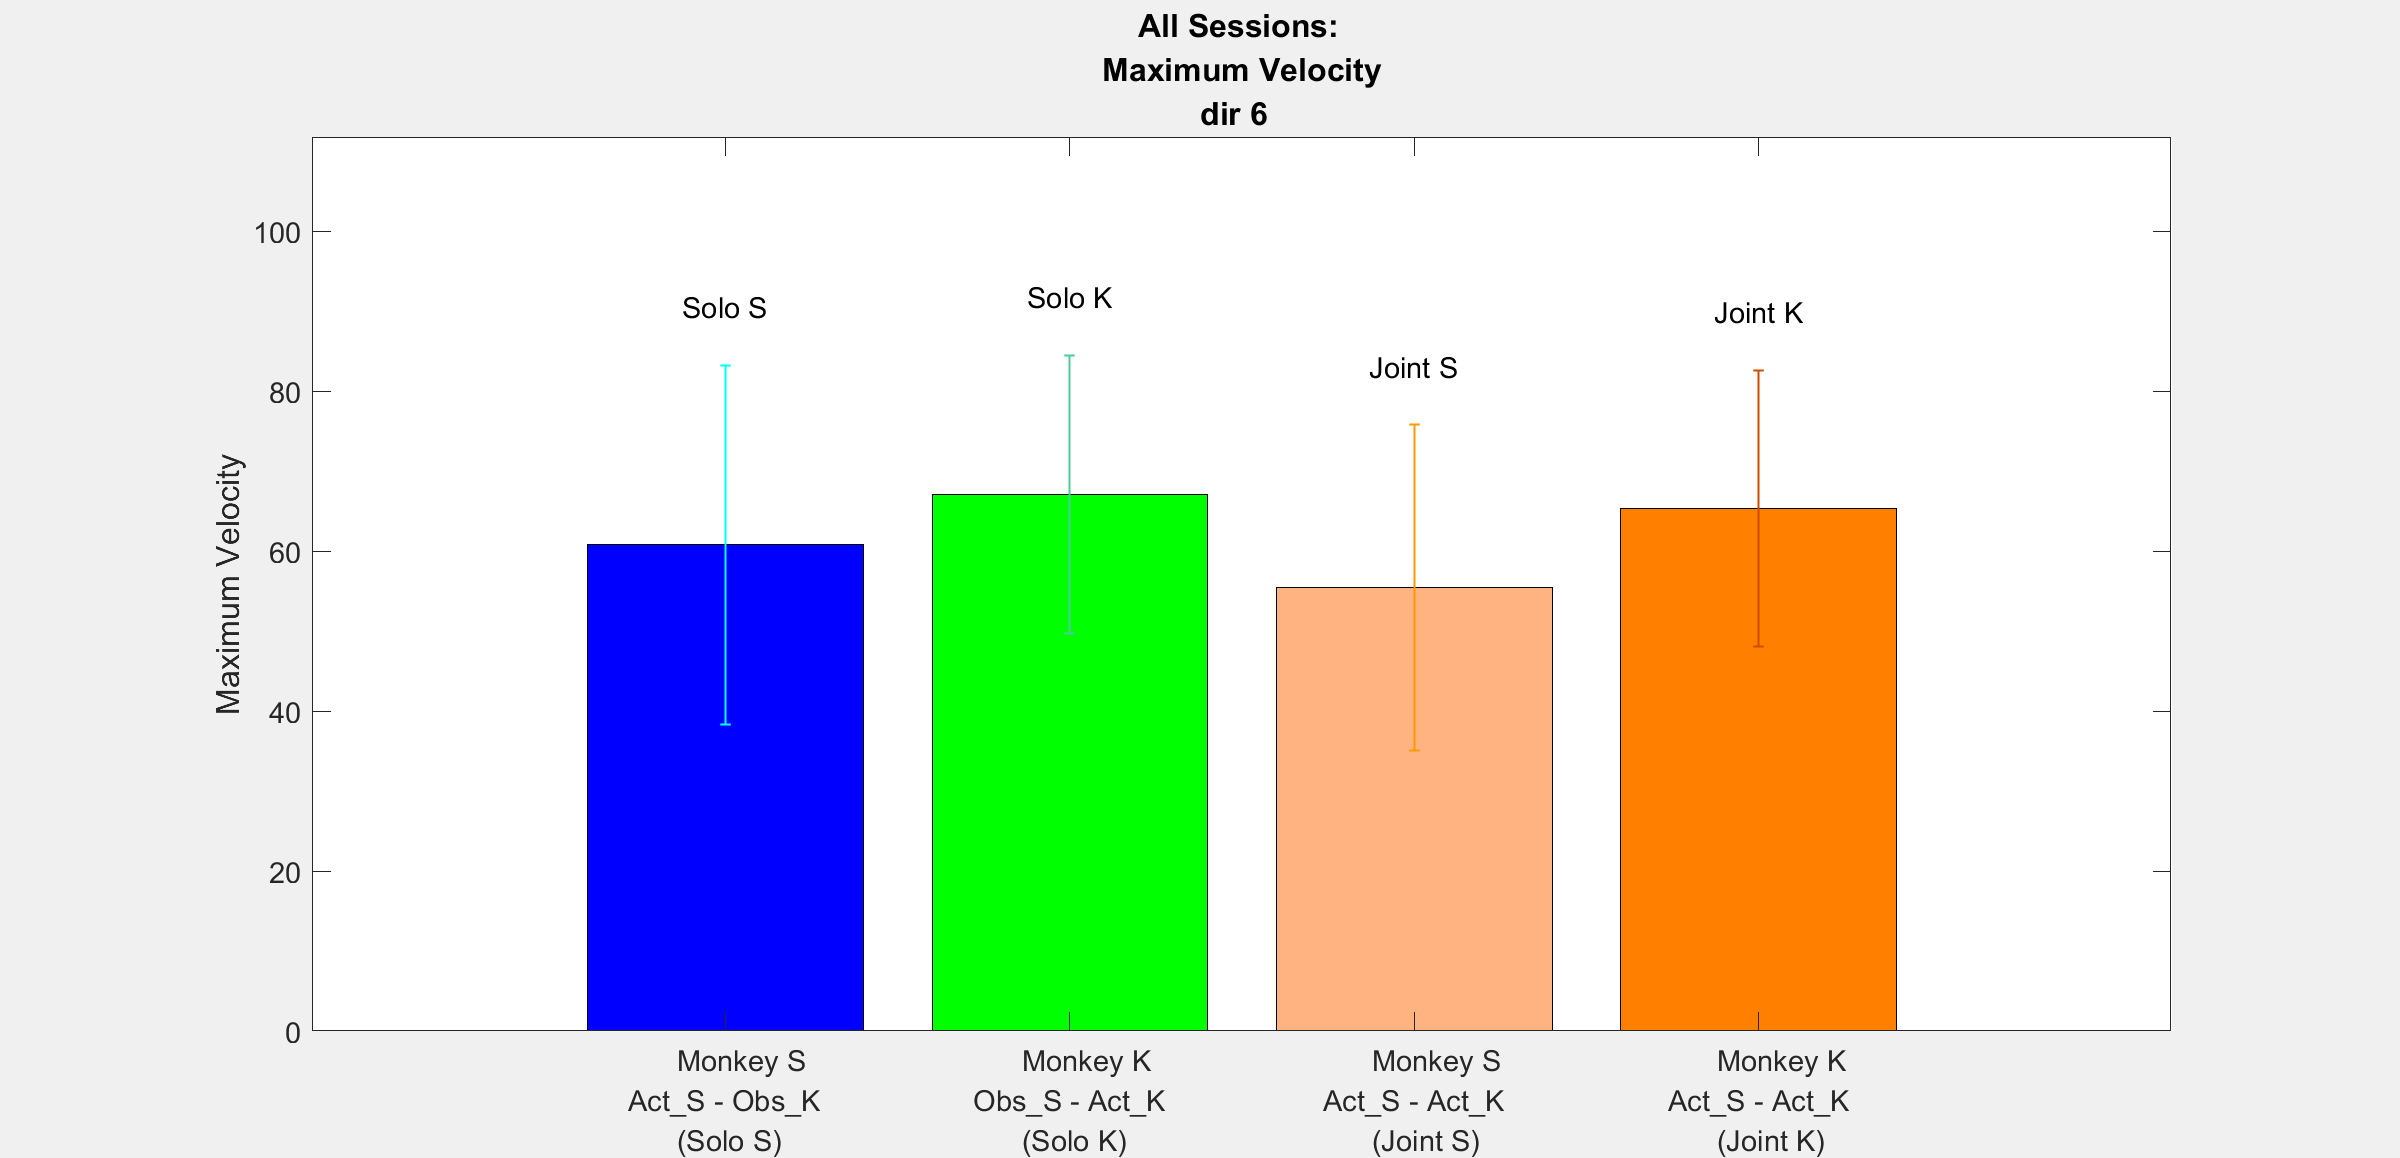 All Sessions:
Maximum Velocity
dir 6
Maximum Velocity
100
80
60
40
20
0
Solo S
Solo K
Joint S
Joint K
Monkey S
Act_S - Obs_K
(Solo S)
Monkey K
Obs_S - Act_K
(Solo K)
Monkey S
Act_S - Act_K
(Joint S)
Monkey K
Act_S - Act_K
(Joint K)